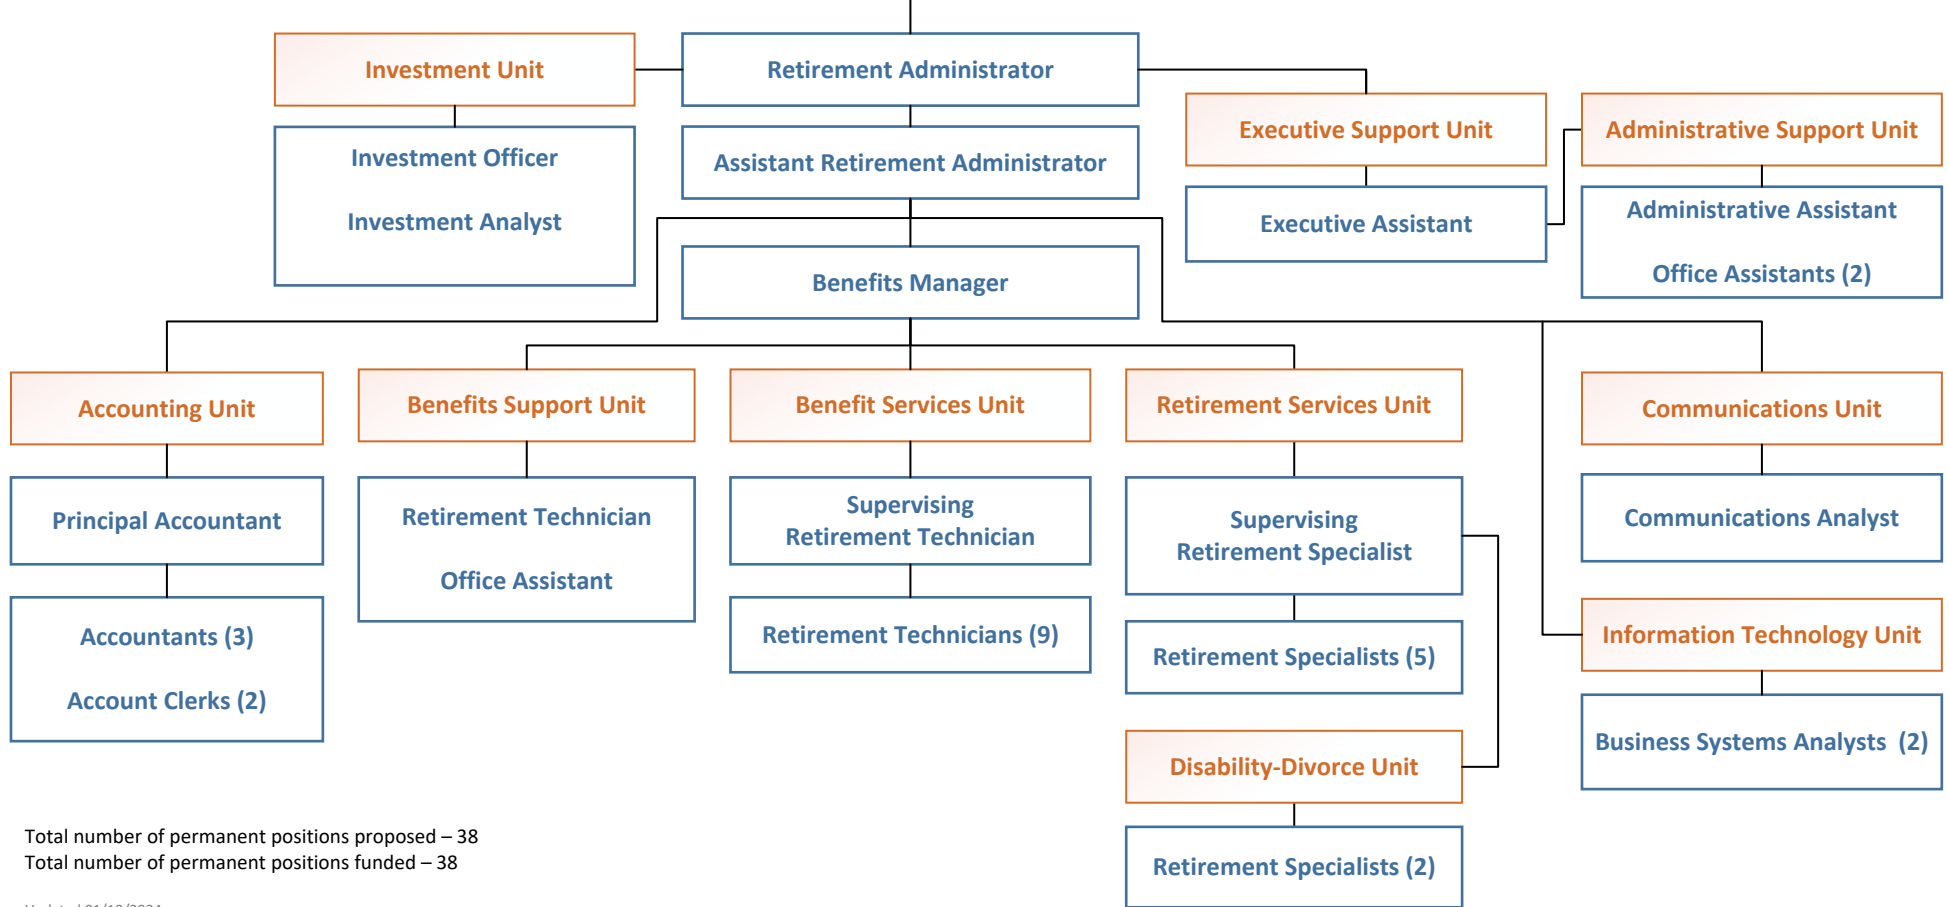 Investment Unit
Retirement Administrator
Executive Support Unit
Administrative Support Unit
Investment Officer
Investment Analyst
Assistant Retirement Administrator
Executive Assistant
Administrative Assistant
Office Assistants (2)
Benefits Manager
Accounting Unit
Benefits Support Unit
Benefit Services Unit
Retirement Services Unit
Communications Unit
Principal Accountant
Retirement Technician
Office Assistant
Supervising
Retirement Technician
Supervising
Retirement Specialist
Communications Analyst
Accountants (3)
Account Clerks (2)
Retirement Technicians (9)
Retirement Specialists (5)
Information Technology Unit
Business Systems Analysts (2)
Disability-Divorce Unit
Retirement Specialists (2)
Total number of permanent positions proposed – 38
Total number of permanent positions funded – 38